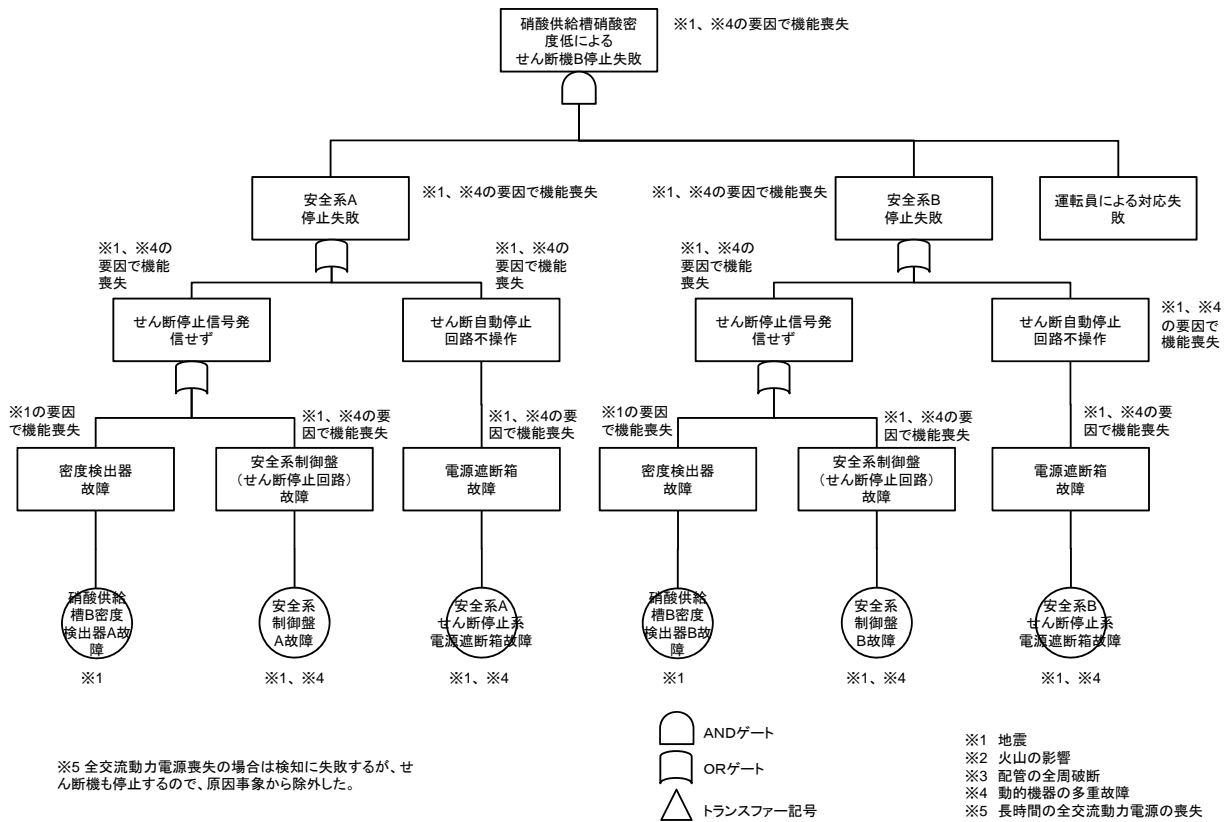 硝酸供給槽硝酸密
度低による
せん断機B停止失敗
※1、※4の要因で機能喪失
安全系A
停止失敗
※1、※4の要因で機能喪失
※1、※4の要因で機能喪失
安全系B
停止失敗
運転員による対応失
敗
※1、※4の
要因で機能
喪失
※1、※4の
要因で機能
喪失
※1、※4の
要因で機能
喪失
せん断停止信号発
信せず
せん断自動停止
回路不操作
せん断停止信号発
信せず
せん断自動停止
回路不操作
※1、※4
の要因で
機能喪失
※1の要因
で機能喪失
※1、※4の要
因で機能喪失
※1、※4の要
因で機能喪失
※1の要因
で機能喪失
※1、※4の要
因で機能喪失
※1、※4の要
因で機能喪失
密度検出器
故障
安全系制御盤
(せん断停止回路)
故障
電源遮断箱
故障
密度検出器
故障
安全系制御盤
(せん断停止回路)
故障
電源遮断箱
故障
硝酸供給
槽B密度
検出器A故
障
安全系
制御盤
A故障
安全系A
せん断停止系
電源遮断箱故障
硝酸供給
槽B密度
検出器B故
障
安全系
制御盤
B故障
安全系B
せん断停止系
電源遮断箱故障
※1
※1、※4
※1、※4
※1
※1、※4
※1、※4
※5 全交流動力電源喪失の場合は検知に失敗するが、せ
ん断機も停止するので、原因事象から除外した。
ANDゲート
ORゲート
トランスファー記号
※1 地震
※2 火山の影響
※3 配管の全周破断
※4 動的機器の多重故障
※5 長時間の全交流動力電源の喪失